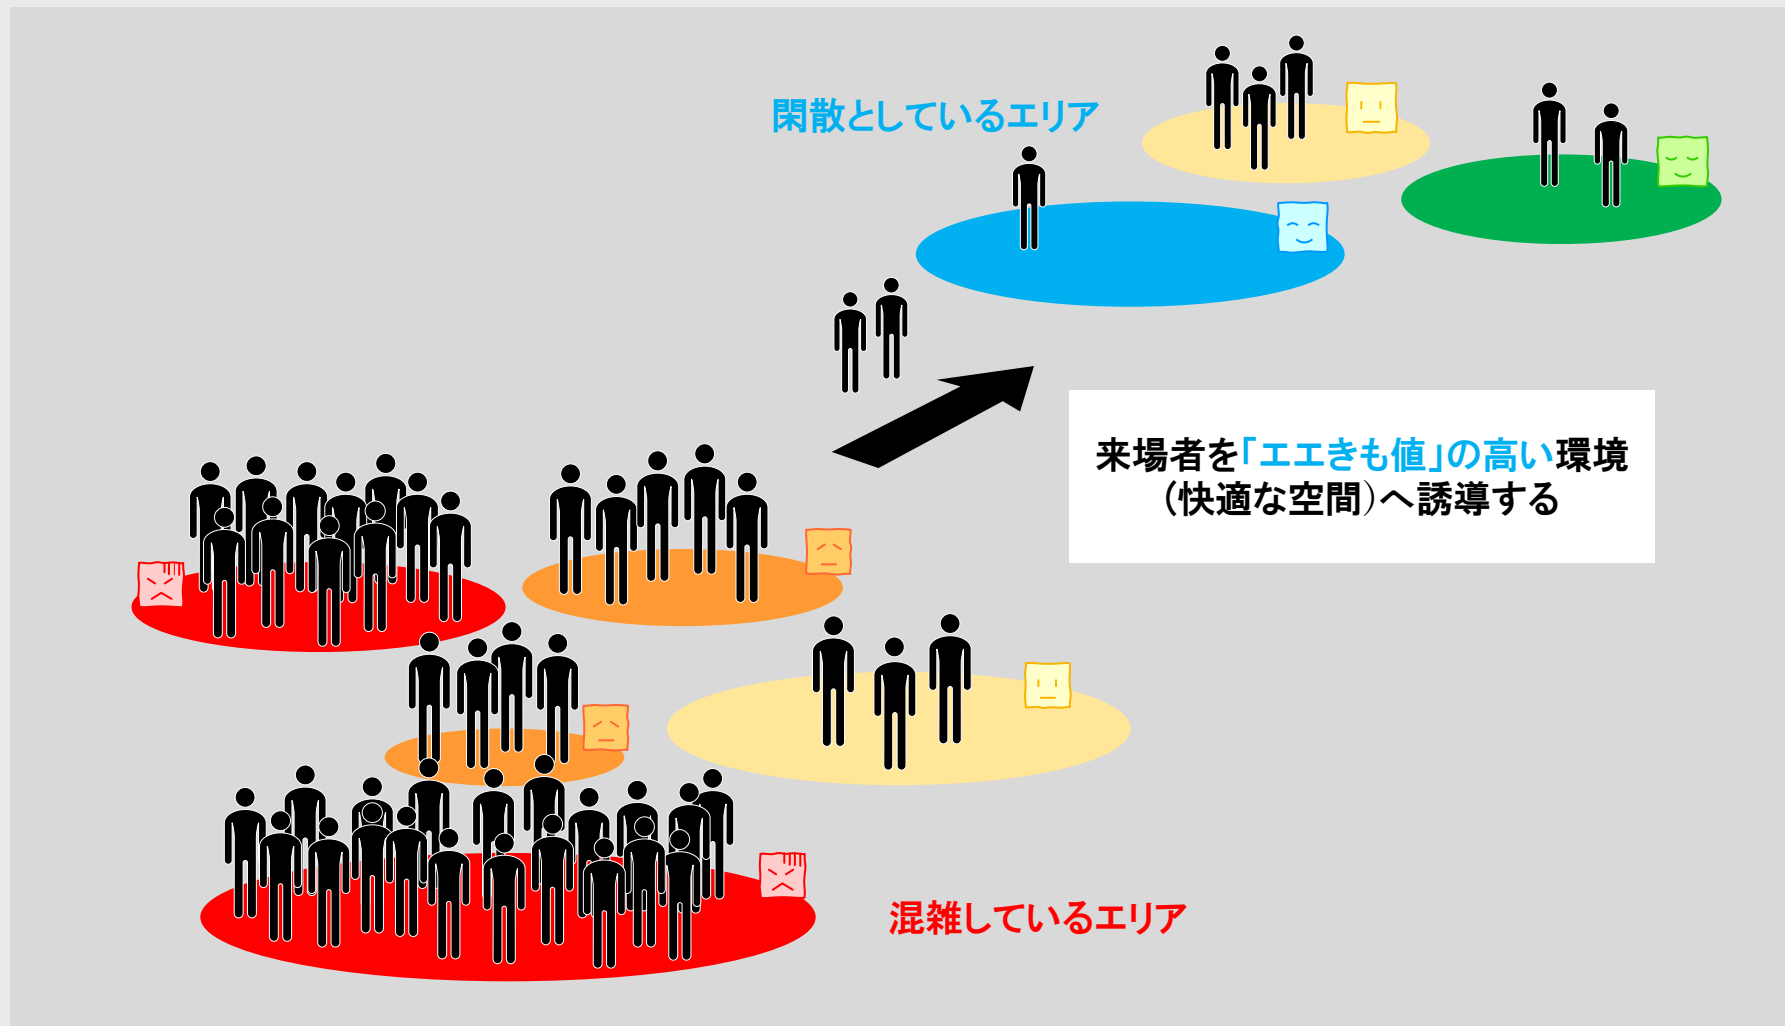 閑散としているエリア
来場者を「エエきも値」の高い環境
(快適な空間)へ誘導する
混雑しているエリア